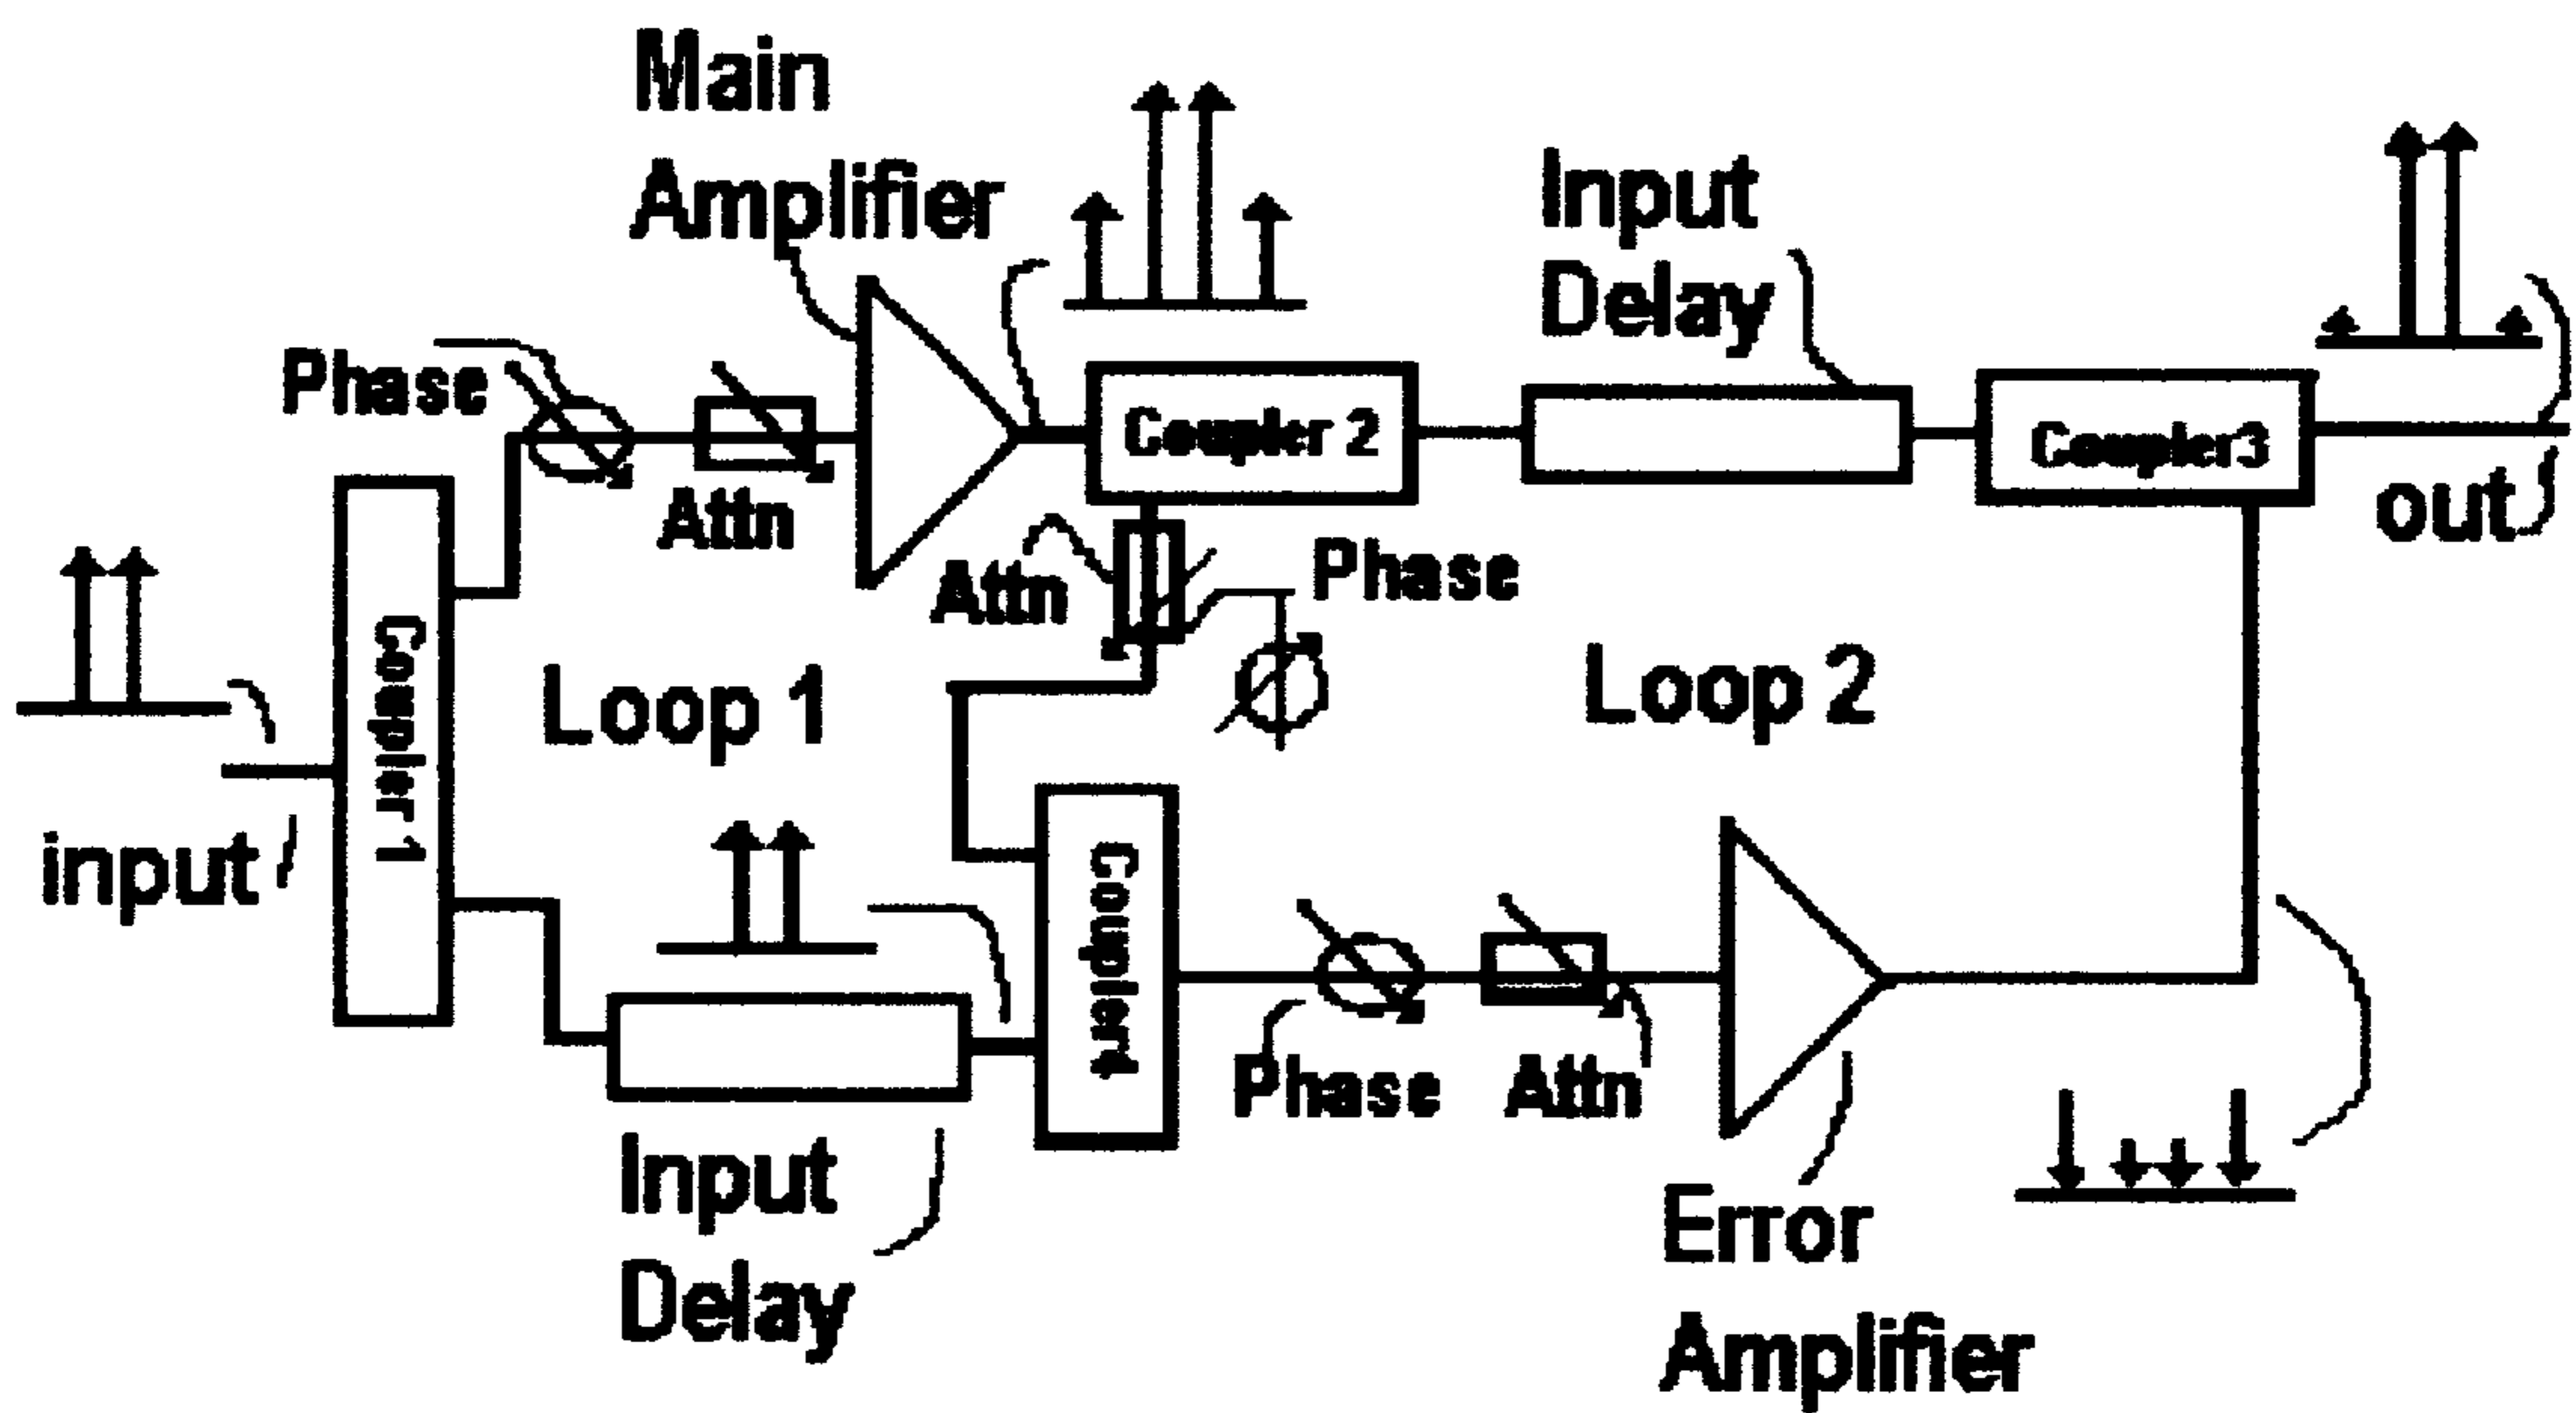 Main
Amplifier
Input
Delay
Phase
Coupler 2
Coupler3
Attn
out
Attn
Phase
Coupler 1
Loop 1
Loop 2
input
Coupler4
Phase
Attn
Input
Delay
Error
Amplifier